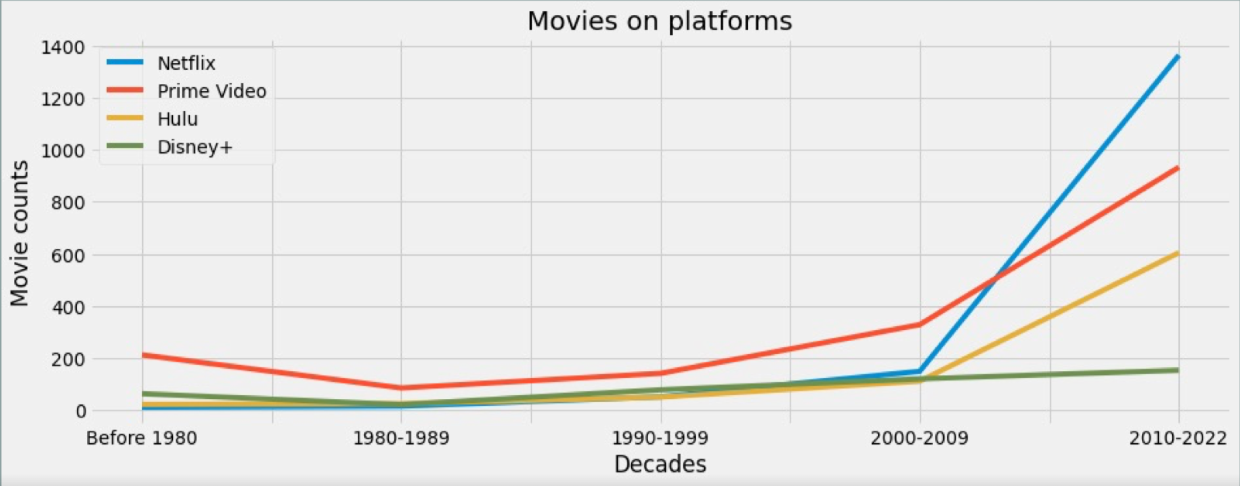 Movies on platforms
Netflix
Prime Video
Hulu
Disney+
Movie counts
1400
1200
1000
800
600
400
200
0
Before 1980 1980-1989 1990-1999 2000-2009 2010-2022
Decades